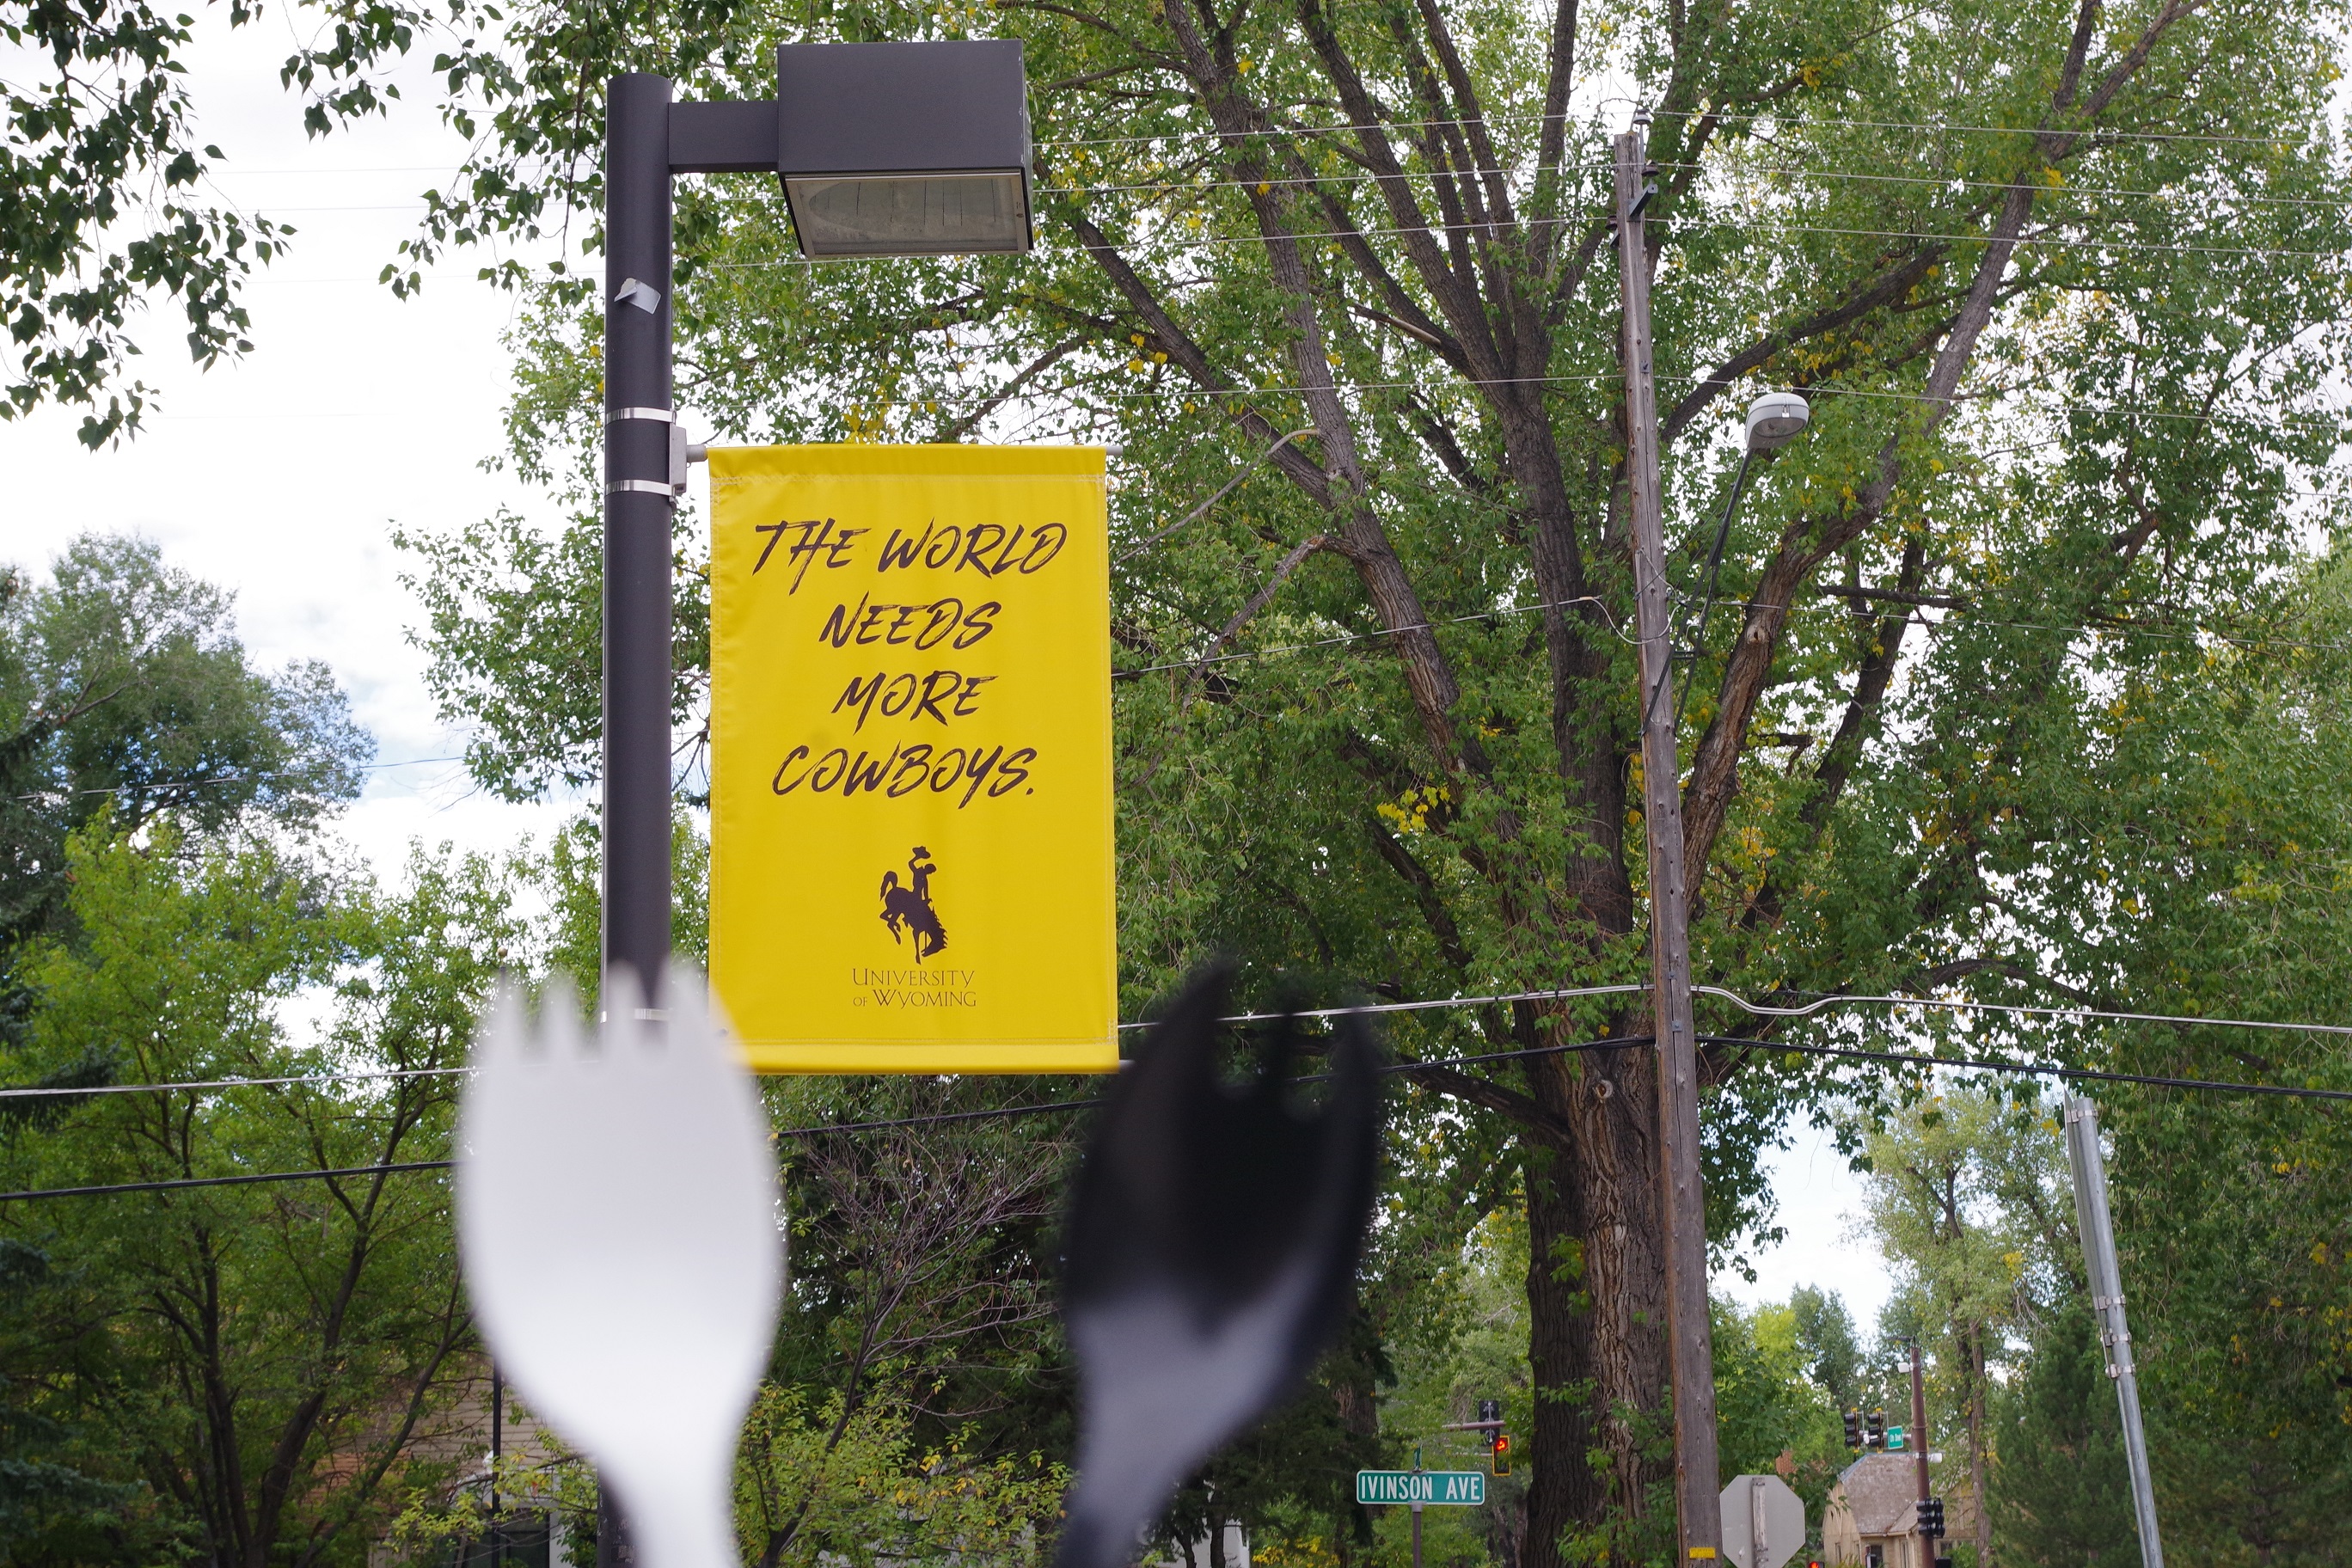 THE WORLD
NEEDS
MORE
COWBOYS.
UNIVERSITY
OF WYOMING
IVINSON AVE